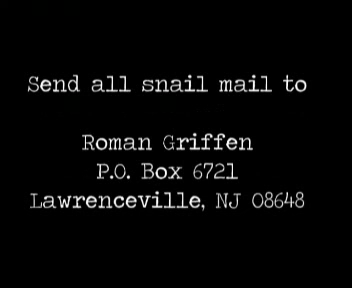 Send all snail mail to
Roman Griffen
P.O. Box 6721
Lawrenceville, NJ 08648